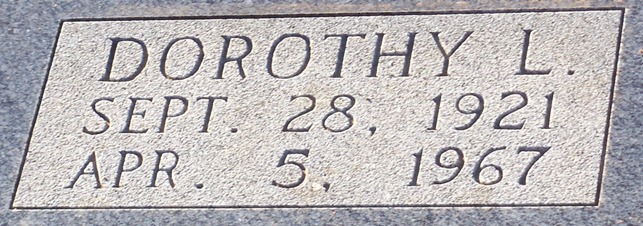 DOROTHY L.
SEPT. 28, 1921
APR. 5, 1967